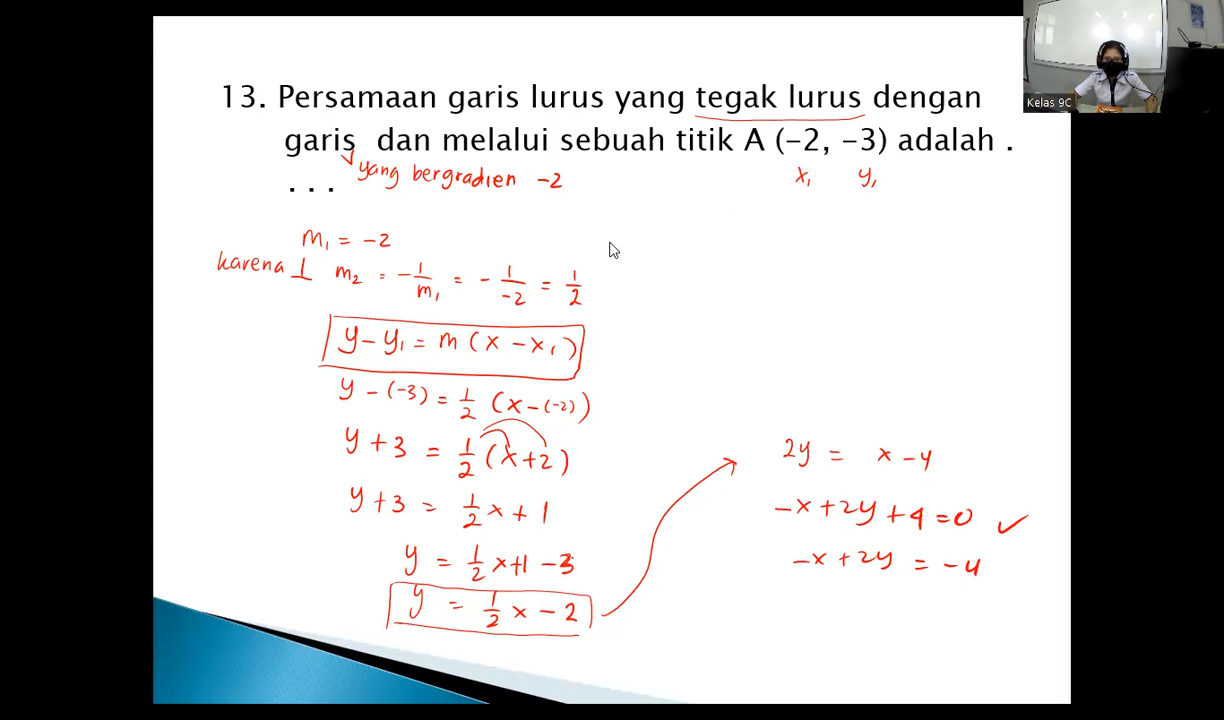 13. Persamaan garis lurus yang tegak lurus dengan
garis dan melalui sebuah titik A (−2, −3) adalah .
. . .
yang bergradien -2
x₁ y₁
m₁ = -2
karena ⊥ m₂ = -1/m₁ = - 1/-2 = 1/2
y - y₁ = m (x - x₁)
y - (-3) = 1/2 (x - (-2))
y + 3 = 1/2 (x + 2)
y + 3 = 1/2 x + 1
y = 1/2 x + 1 - 3
y = 1/2 x - 2
2y = x - 4
-x + 2y + 4 = 0 ✓
-x + 2y = -4
Kelas 9C